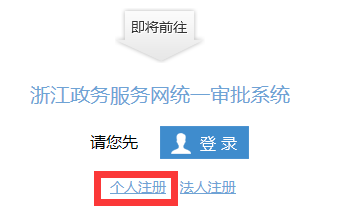 即将前往
浙江政务服务网统一审批系统
请您先 登录
个人注册 法人注册